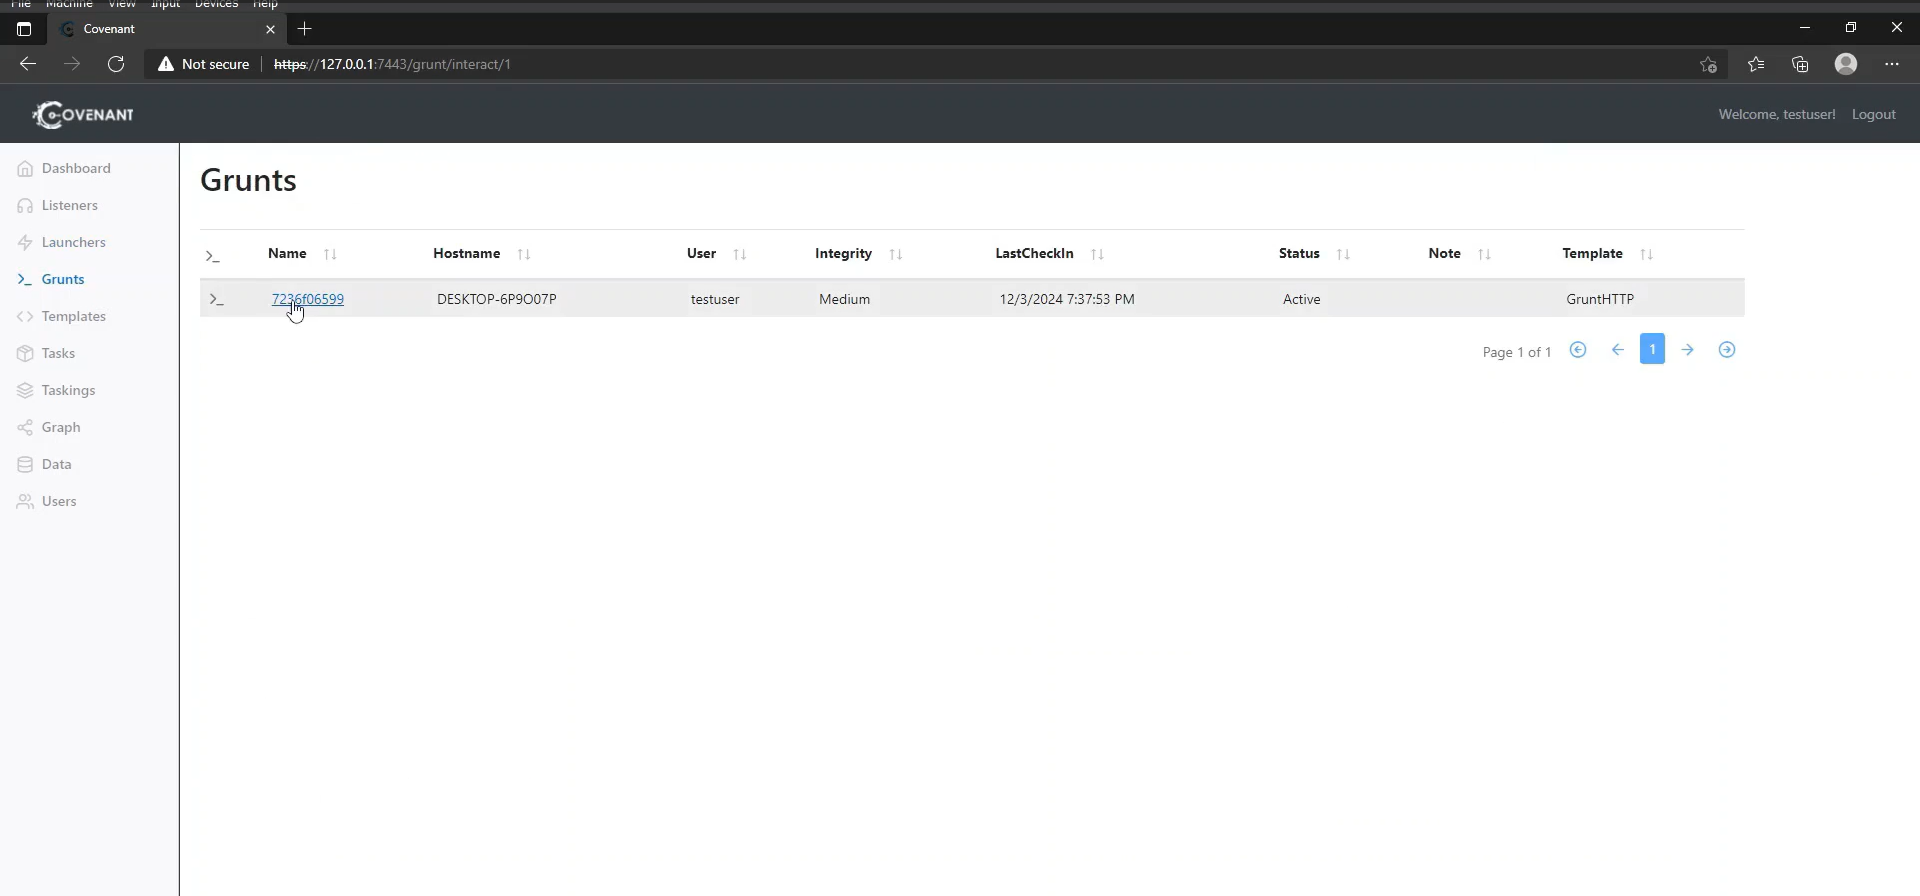 File Machine View Input Devices Help
Covenant
Not secure https://127.0.0.1:7443/grunt/interact/1
COVENANT
Welcome, testuser! Logout
Dashboard
Listeners
Launchers
Grunts
Templates
Tasks
Taskings
Graph
Data
Users
Grunts
Name Hostname User Integrity LastCheckIn Status Note Template
7236f06599 DESKTOP-6P9O07P testuser Medium 12/3/2024 7:37:53 PM Active GruntHTTP
Page 1 of 1 1